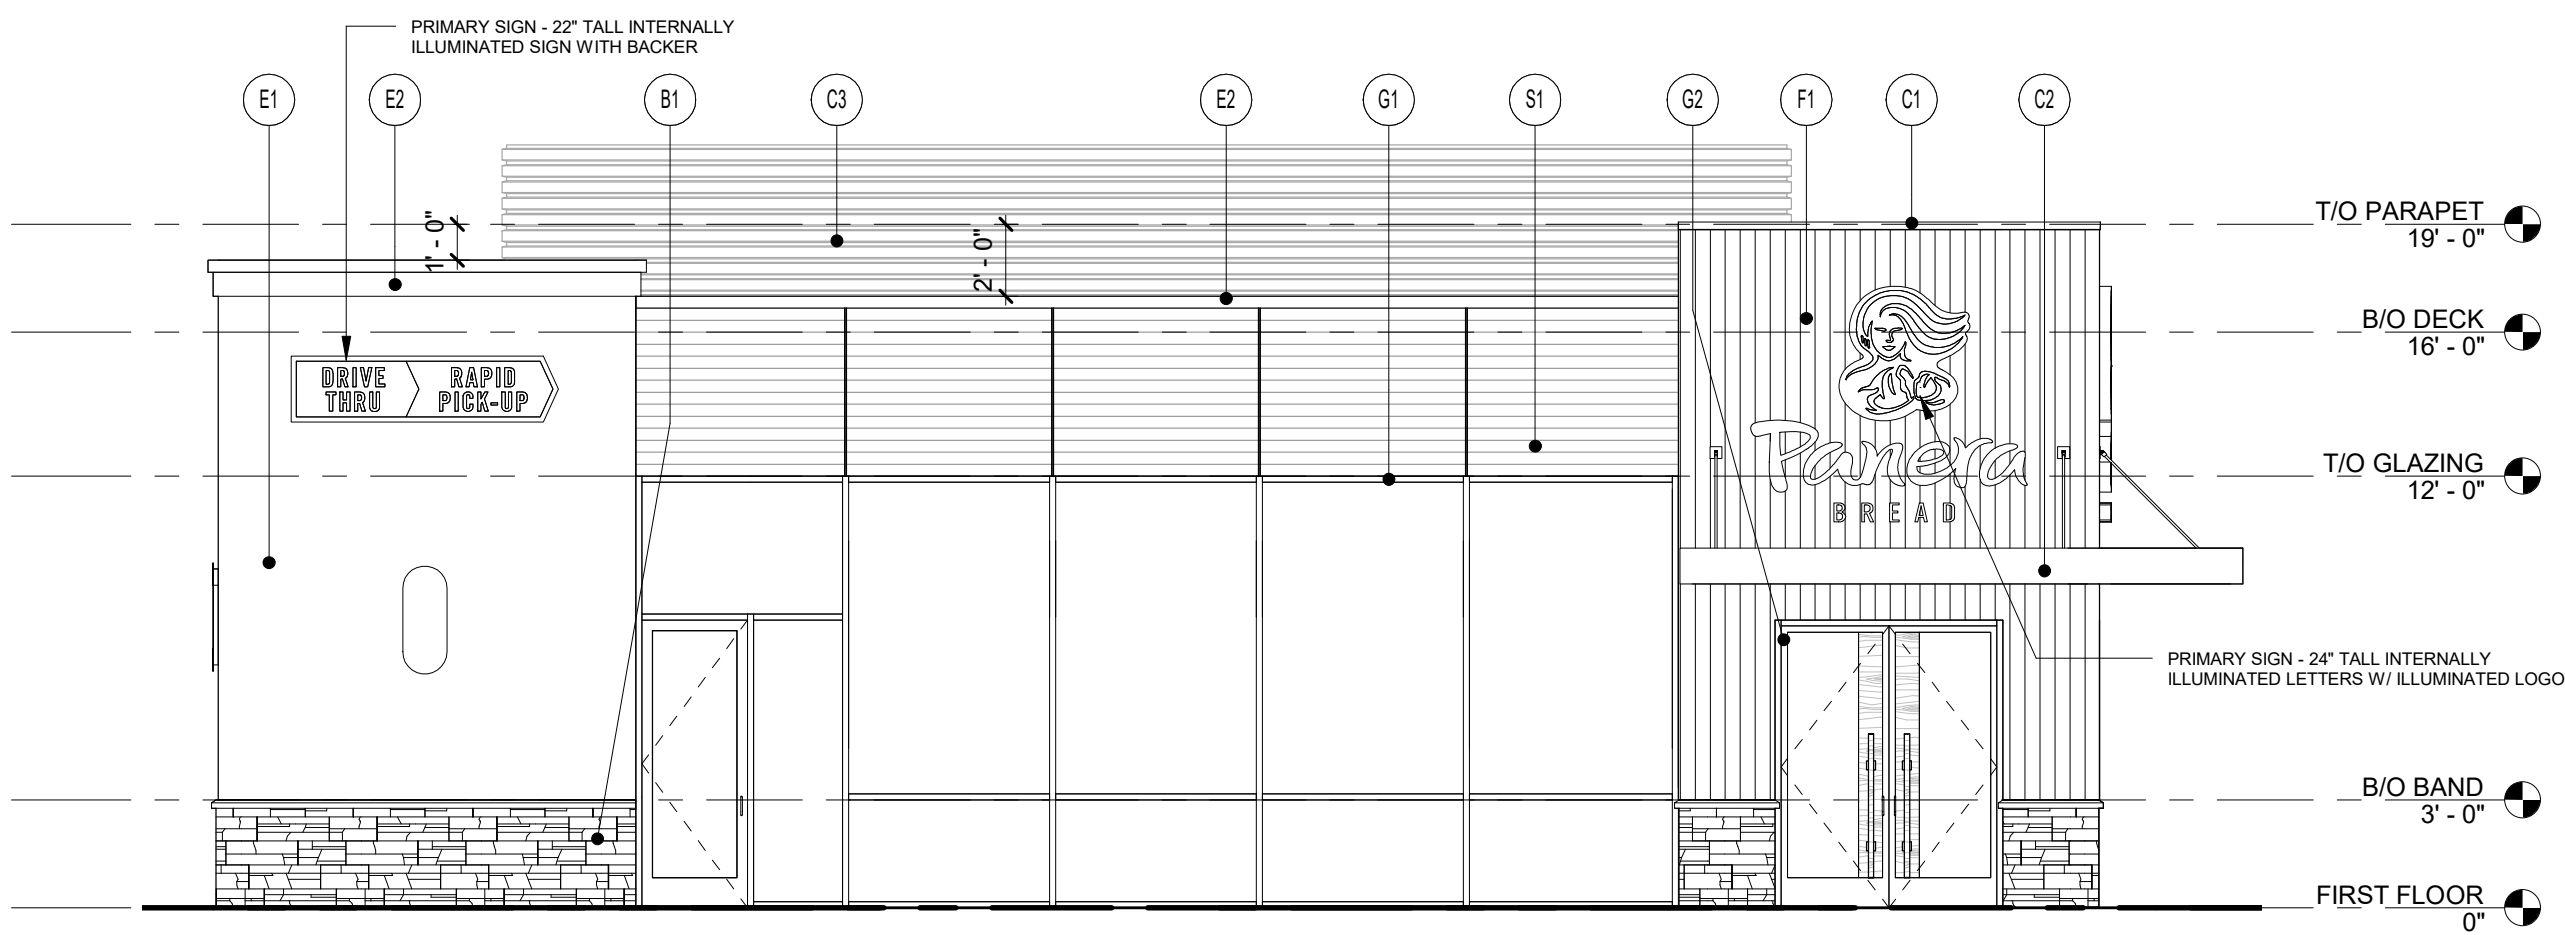 PRIMARY SIGN - 22" TALL INTERNALLY
ILLUMINATED SIGN WITH BACKER
E1
E2
B1
C3
E2
G1
S1
G2
F1
C1
C2
1' - 0"
2' - 0"
T/O PARAPET
19' - 0"
B/O DECK
16' - 0"
DRIVE
THRU
RAPID
PICK-UP
Panera
BREAD
T/O GLAZING
12' - 0"
PRIMARY SIGN - 24" TALL INTERNALLY
ILLUMINATED LETTERS W/ ILLUMINATED LOGO
B/O BAND
3' - 0"
FIRST FLOOR
0"